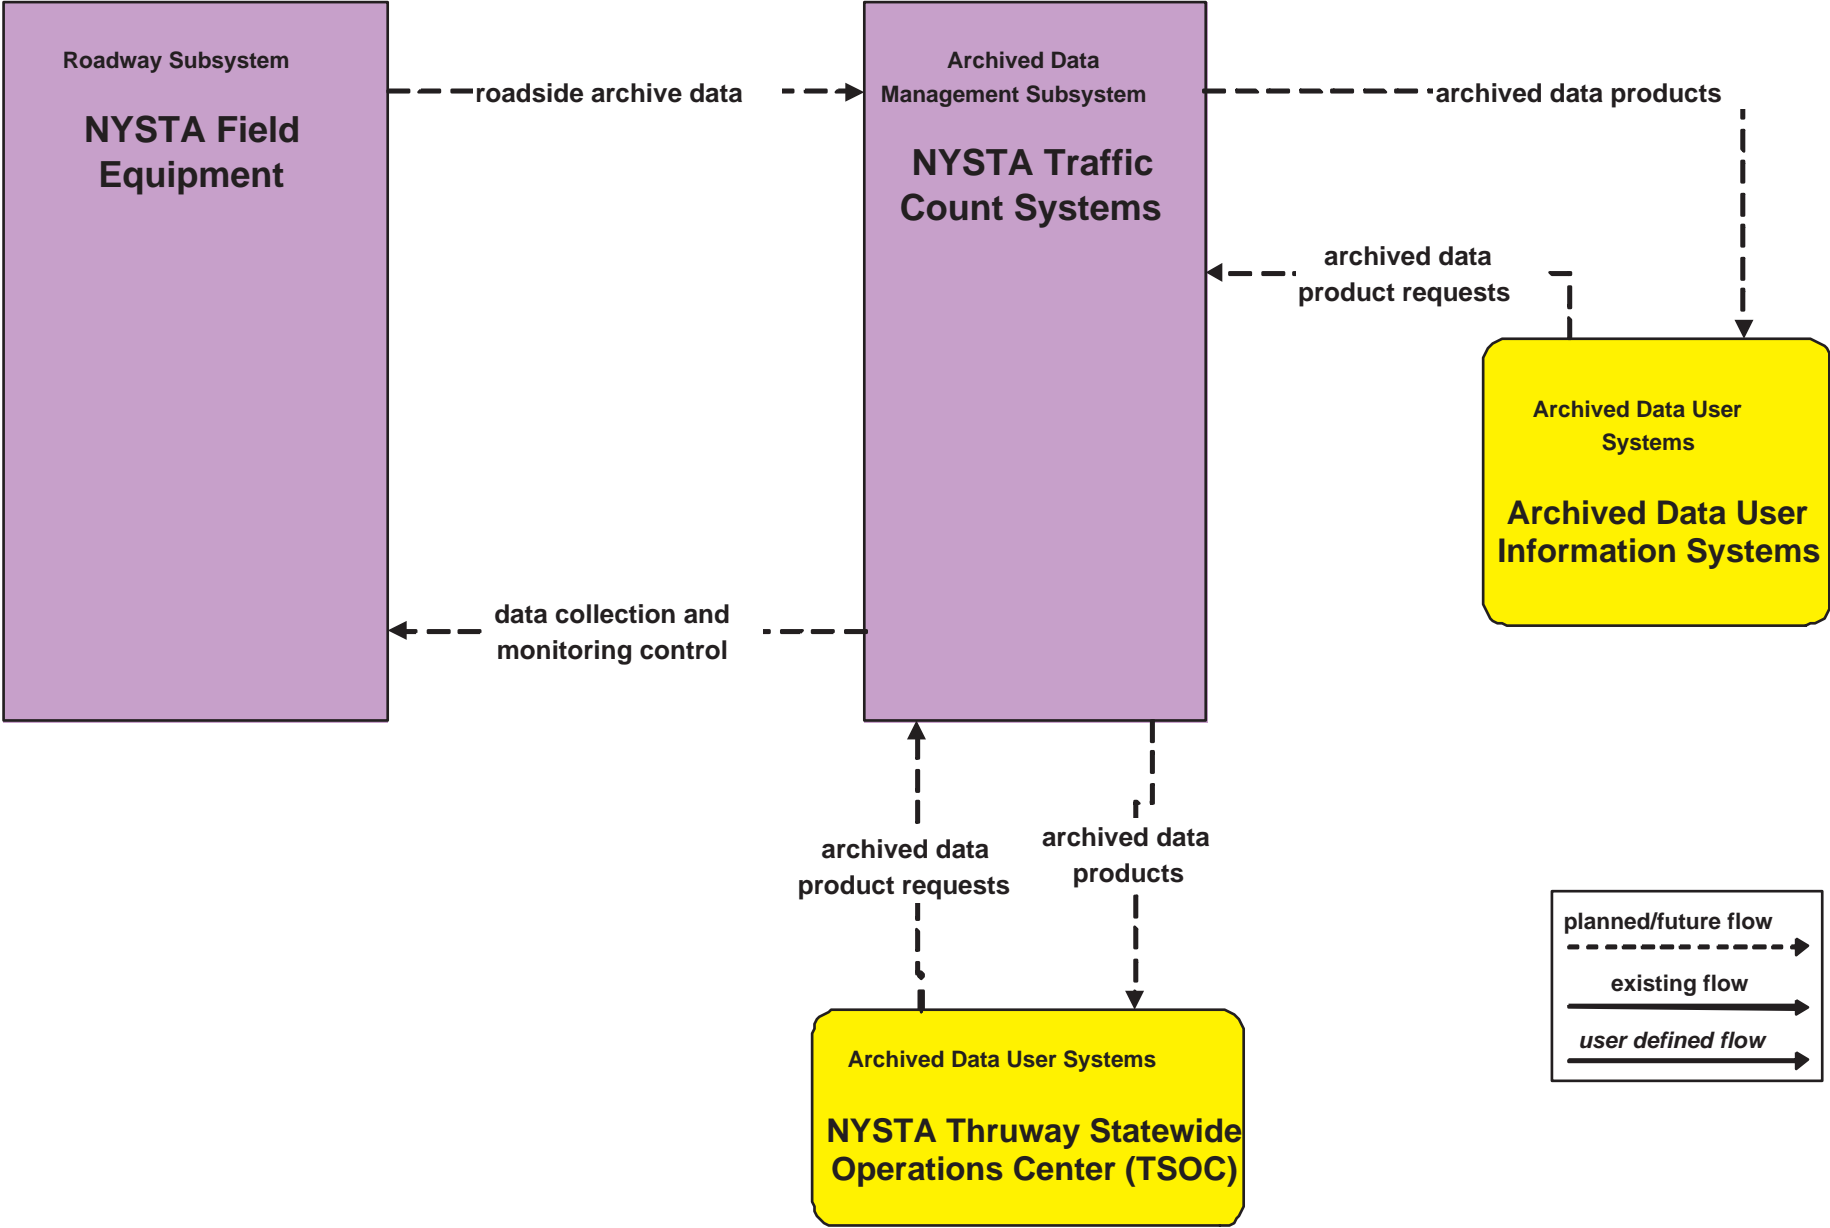 Roadway Subsystem
NYSTA Field
Equipment
roadside archive data
Archived Data
Management Subsystem
NYSTA Traffic
Count Systems
archived data products
archived data
product requests
Archived Data User
Systems
Archived Data User
Information Systems
data collection and
monitoring control
archived data
product requests
archived data
products
Archived Data User Systems
NYSTA Thruway Statewide
Operations Center (TSOC)
planned/future flow
existing flow
user defined flow